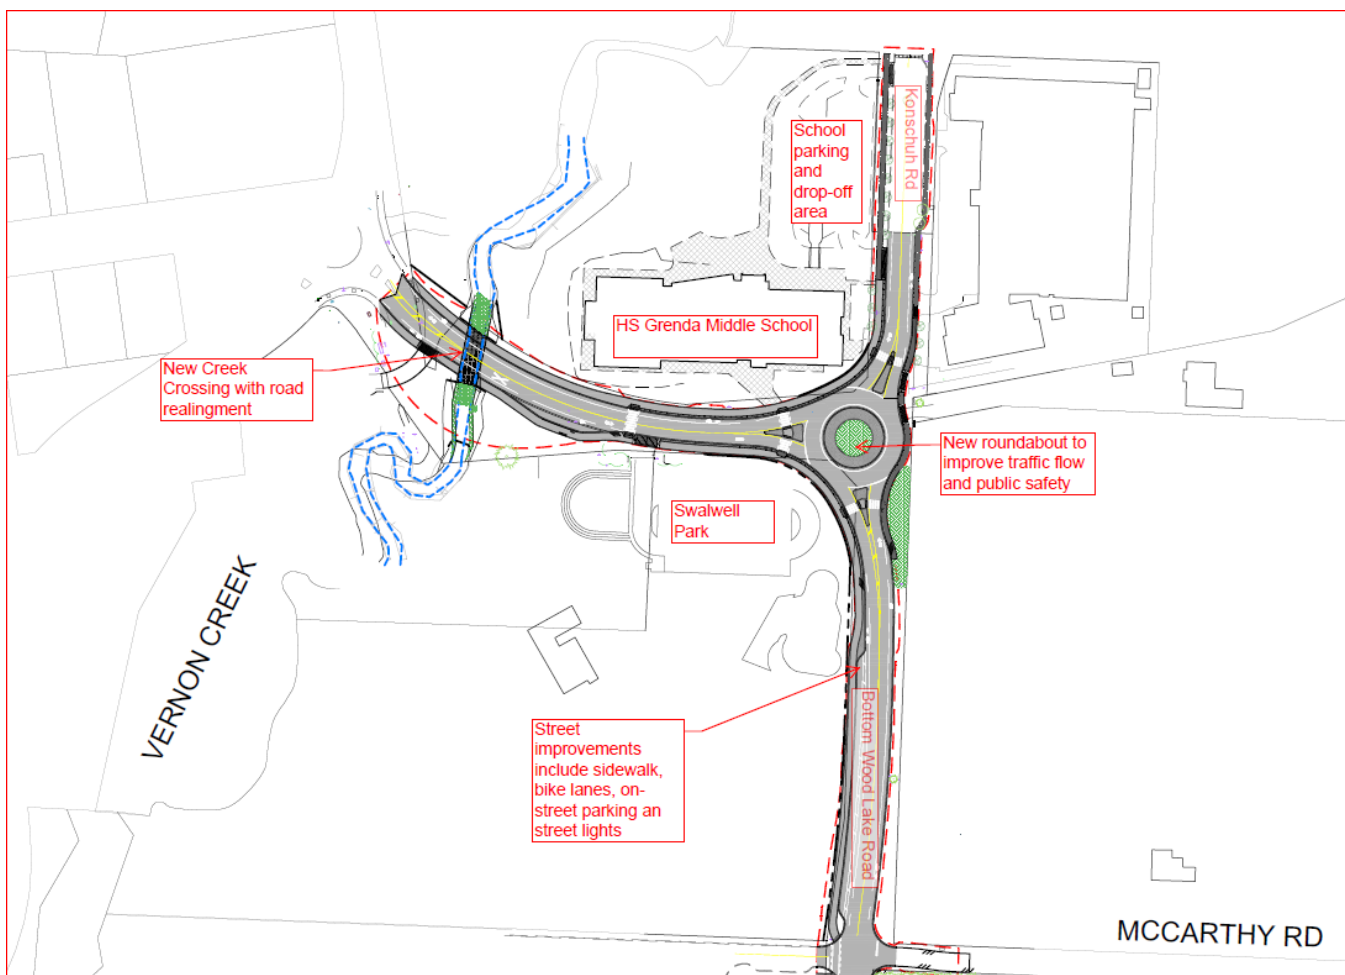 Konschuh Rd
School
parking
and
drop-off
area
HS Grenda Middle School
New Creek
Crossing with road
realingment
New roundabout to
improve traffic flow
and public safety
Swalwell
Park
VERNON CREEK
Street
improvements
include sidewalk,
bike lanes, on-
street parking an
street lights
Bottom Wood Lake Road
MCCARTHY RD